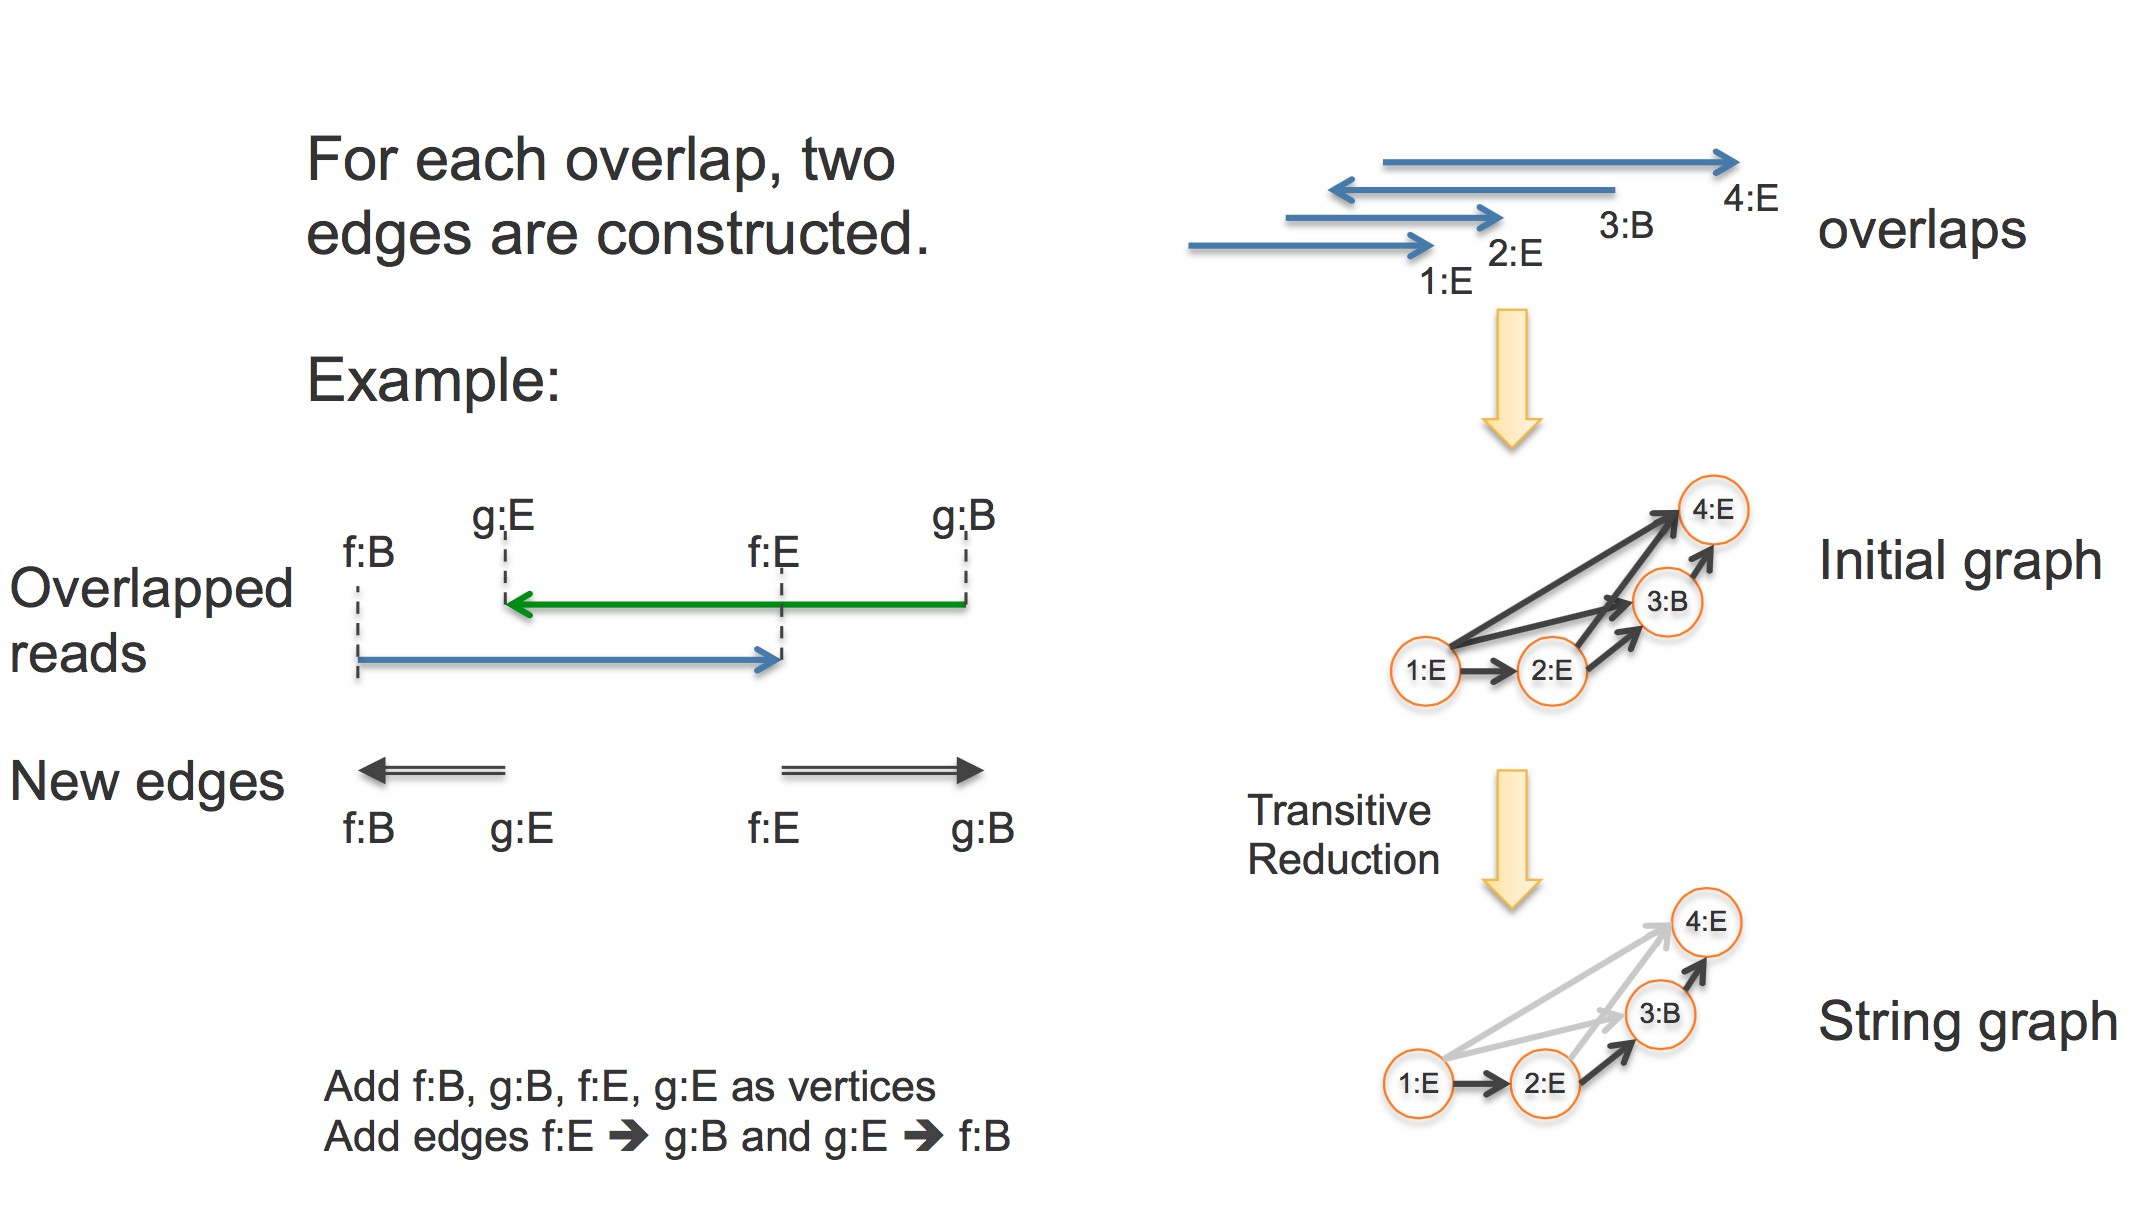 For each overlap, two
edges are constructed.
Example:
g:E
g:B
f:B
f:E
Overlapped
reads
New edges
f:B
g:E
f:E
g:B
Add f:B, g:B, f:E, g:E as vertices
Add edges f:E ➔ g:B and g:E ➔ f:B
4:E
3:B
2:E
1:E
overlaps
4:E
3:B
1:E
2:E
Initial graph
Transitive
Reduction
4:E
3:B
1:E
2:E
String graph